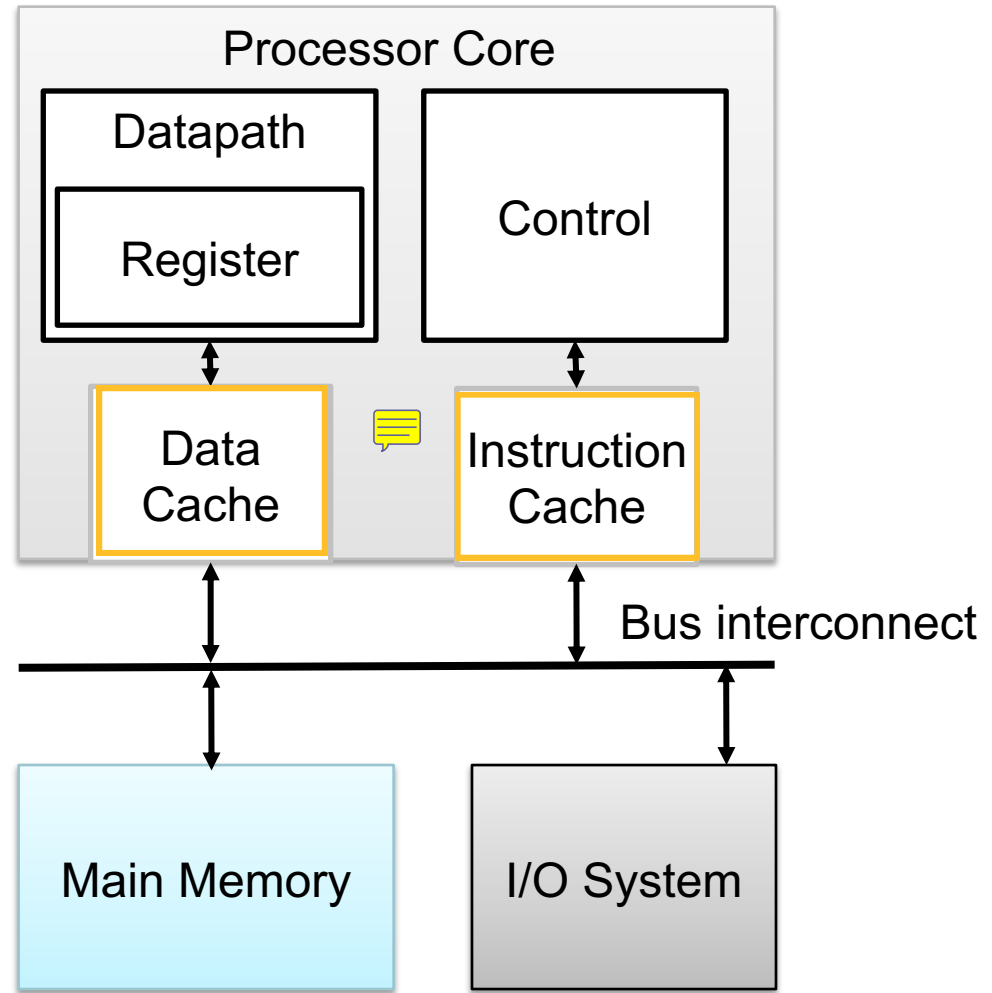 Processor Core
Datapath
Register
Control
Data
Cache
Instruction
Cache
Bus interconnect
Main Memory
I/O System